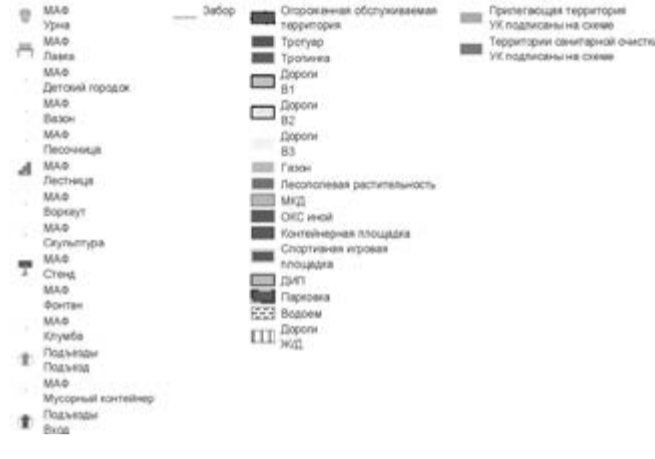 МАФ
Урна
МАФ
Лавка
МАФ
Детский городок
МАФ
Вазон
МАФ
Песочница
МАФ
Лестница
МАФ
Воркаут
МАФ
Скульптура
МАФ
Стенд
МАФ
Фонтан
МАФ
Клумба
Подъезды
Подъезд
МАФ
Мусорный контейнер
Подъезды
Вход
Забор
Огороженная обслуживаемая
территория
Тротуар
Тропинка
Дороги
В1
Дороги
В2
Дороги
В3
Газон
Лесополевая растительность
МКД
ОКС иной
Контейнерная площадка
Спортивная игровая
площадка
ДИП
Парковка
Водоем
Дороги
Ж/Д
Прилегающая территория
УК подписаны на схеме
Территории санитарной очистки
УК подписаны на схеме